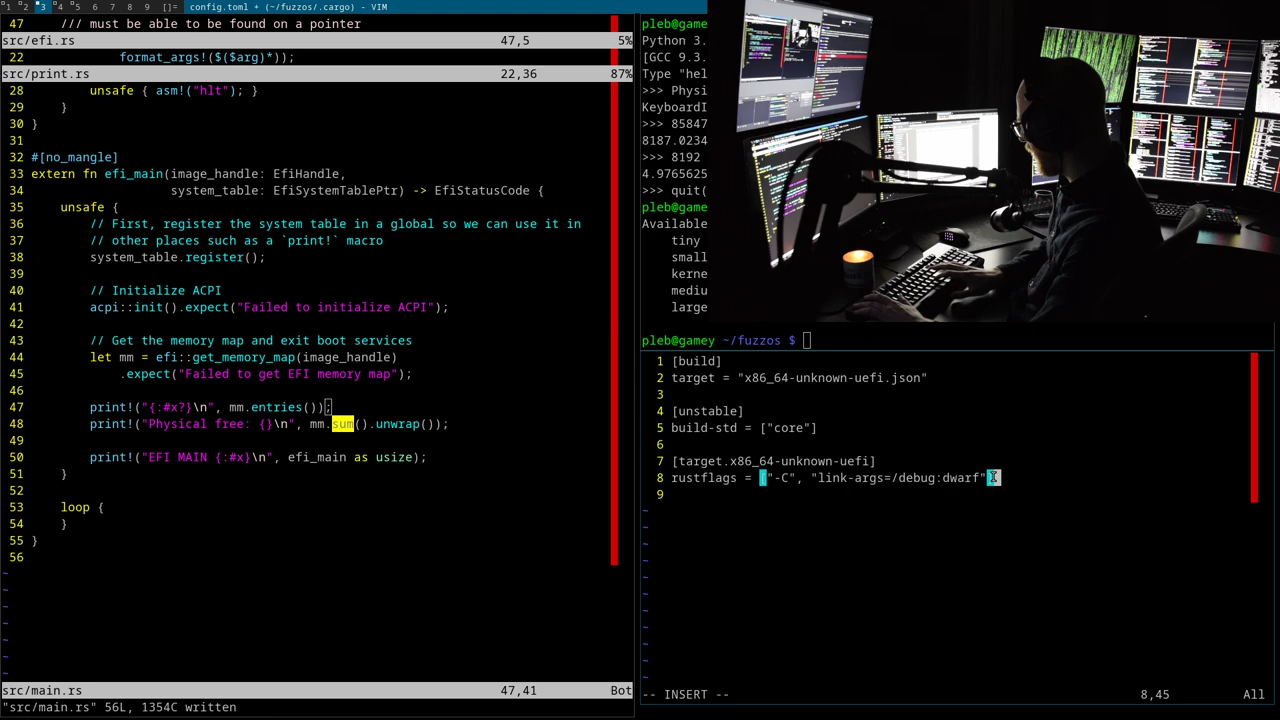 1 2 3 4 5 6 7 8 9 []= config.toml + (~/fuzzos/.cargo) - VIM
47 /// must be able to be found on a pointer
src/efi.rs 47,5 5%
22 format_args!($($arg)*));
src/print.rs 22,36 87%
28 unsafe { asm!("hlt"); }
29 }
30 }
31
32 #[no_mangle]
33 extern fn efi_main(image_handle: EfiHandle,
34 system_table: EfiSystemTablePtr) -> EfiStatusCode {
35 unsafe {
36 // First, register the system table in a global so we can use it in
37 // other places such as a `print!` macro
38 system_table.register();
39
40 // Initialize ACPI
41 acpi::init().expect("Failed to initialize ACPI");
42
43 // Get the memory map and exit boot services
44 let mm = efi::get_memory_map(image_handle)
45 .expect("Failed to get EFI memory map");
46
47 print!("{:#x?}\n", mm.entries());
48 print!("Physical free: {}\n", mm.sum().unwrap());
49
50 print!("EFI MAIN {:#x}\n", efi_main as usize);
51 }
52
53 loop {
54 }
55 }
56
~
~
~
~
~
~
~
src/main.rs 47,41 Bot
"src/main.rs" 56L, 1354C written
pleb@game
Python 3.
[GCC 9.3.
Type "hel
>>> Physi
KeyboardI
>>> 85847
8187.0234
>>> 8192
4.9765625
>>> quit(
pleb@game
Available
tiny
small
kerne
mediu
large
pleb@gamey ~/fuzzos $
1 [build]
2 target = "x86_64-unknown-uefi.json"
3
4 [unstable]
5 build-std = ["core"]
6
7 [target.x86_64-unknown-uefi]
8 rustflags = ["-C", "link-args=/debug:dwarf"]
9
~
~
~
~
~
~
~
~
~
~
~
-- INSERT -- 8,45 All